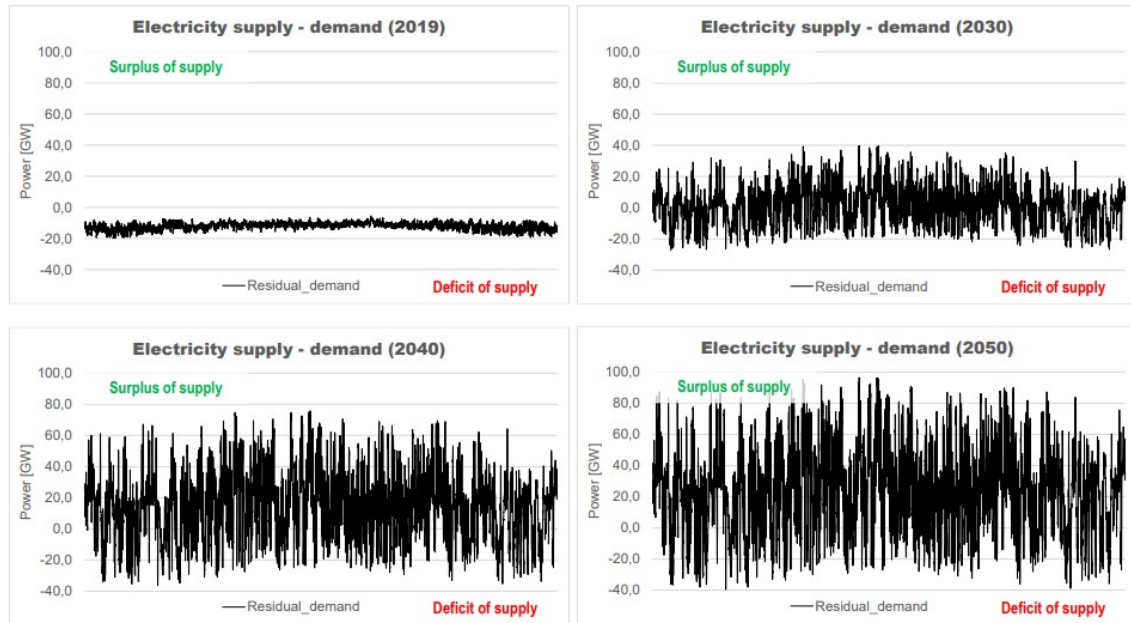 Electricity supply - demand (2019)
100,0
80,0
60,0
40,0
20,0
0,0
-20,0
-40,0
Power [GW]
Surplus of supply
Residual_demand
Deficit of supply
Electricity supply - demand (2030)
100,0
80,0
60,0
40,0
20,0
0,0
-20,0
-40,0
Power [GW]
Surplus of supply
Residual_demand
Deficit of supply
Electricity supply - demand (2040)
100,0
80,0
60,0
40,0
20,0
0,0
-20,0
-40,0
Power [GW]
Surplus of supply
Residual_demand
Deficit of supply
Electricity supply - demand (2050)
100,0
80,0
60,0
40,0
20,0
0,0
-20,0
-40,0
Power [GW]
Surplus of supply
Residual_demand
Deficit of supply